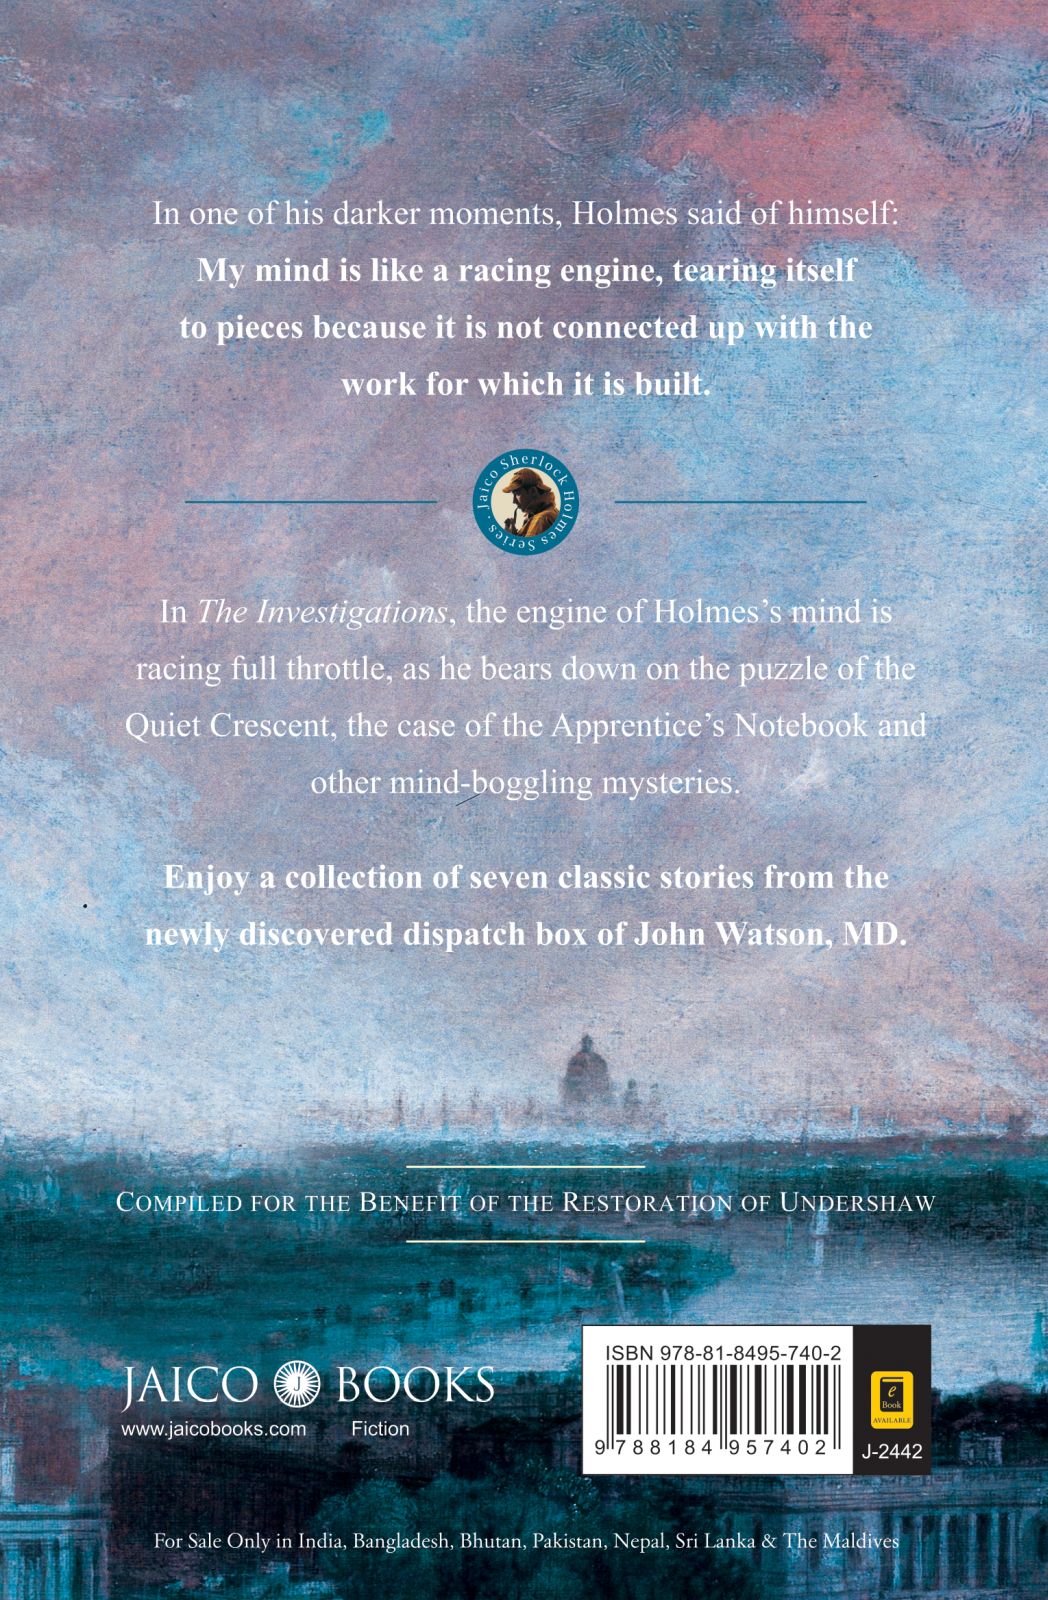 In one of his darker moments, Holmes said of himself:
My mind is like a racing engine, tearing itself
to pieces because it is not connected up with the
work for which it is built.
Jaico Sherlock Holmes Series •
In The Investigations, the engine of Holmes’s mind is
racing full throttle, as he bears down on the puzzle of the
Quiet Crescent, the case of the Apprentice’s Notebook and
other mind-boggling mysteries.
Enjoy a collection of seven classic stories from the
newly discovered dispatch box of John Watson, MD.
COMPILED FOR THE BENEFIT OF THE RESTORATION OF UNDERSHAW
JAICO J BOOKS
www.jaicobooks.com Fiction
ISBN 978-81-8495-740-2
9 788184 957402
e
Book
AVAILABLE
J-2442
For Sale Only in India, Bangladesh, Bhutan, Pakistan, Nepal, Sri Lanka & The Maldives